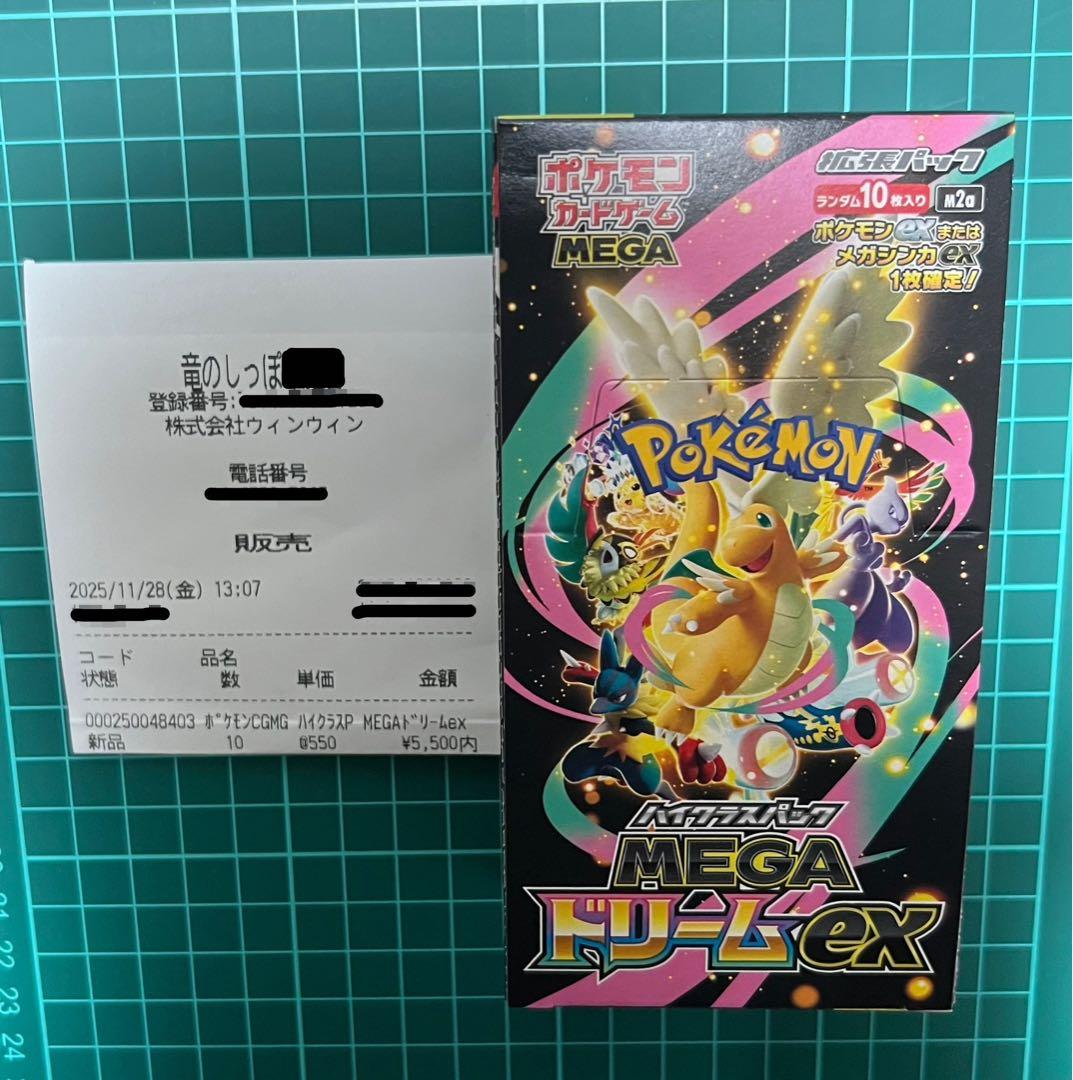 竜のしっぽ
登録番号:
株式会社ウィンウィン
電話番号
販売
2025/11/28(金) 13:07
コード 品名
状態 数 単価 金額
000250048403 ﾎﾟｹﾓﾝCGMG ﾊｲｸﾗｽP MEGAﾄﾞﾘｰﾑex
新品 10 @550 ¥5,500内
ポケモン
カードゲーム
MEGA
拡張パック
ランダム10枚入り M2a
ポケモンexまたは
メガシンカex
1枚確定!
POKéMON
ハイクラスパック
MEGA
ドリームex
21
22
23
24